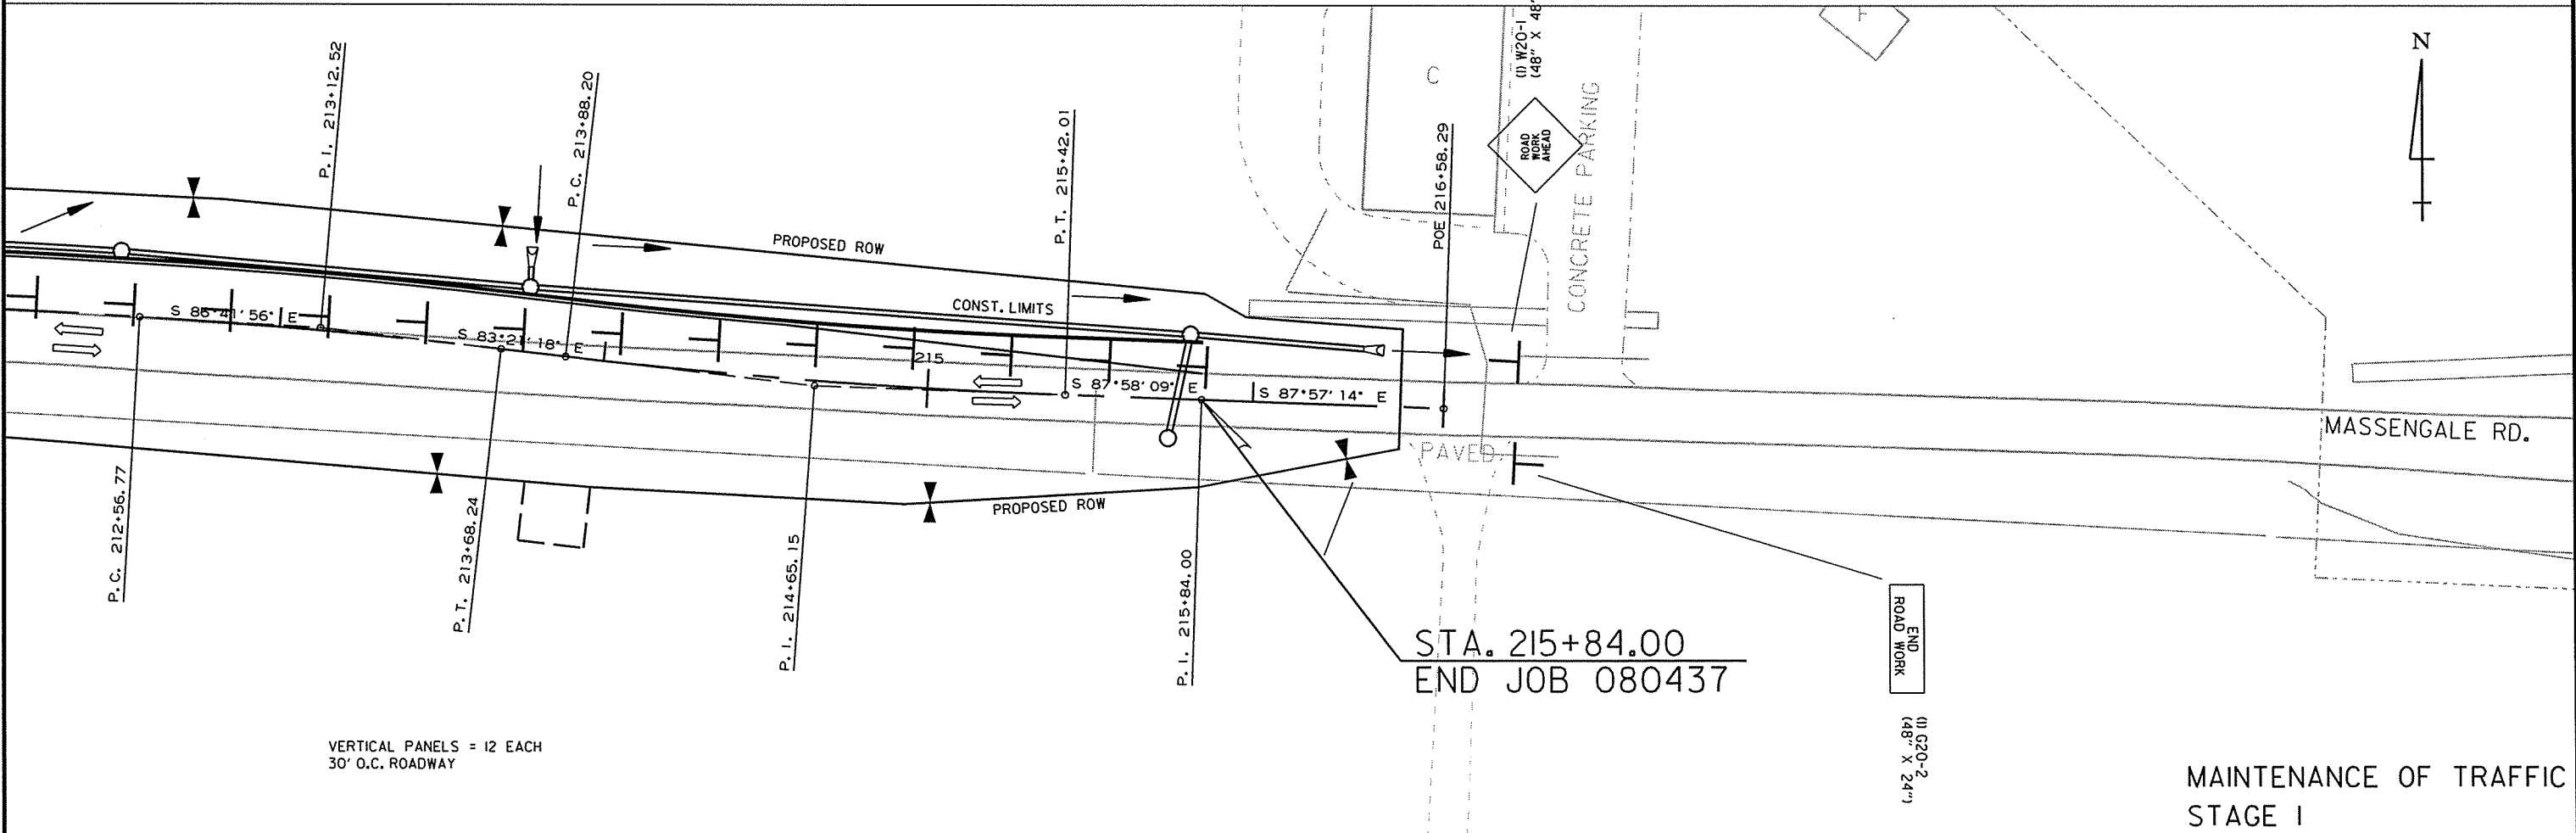 P.I. 213+12.52
P.C. 213+88.20
P.T. 215+42.01
POE 216+58.29
C
(1) W20-1
(48" X 48"
ROAD
WORK
AHEAD
CONCRETE PARKING
N
PROPOSED ROW
CONST. LIMITS
S 86°41'56" E
S 83°21'18" E
215
S 87°58'09" E
S 87°57'14" E
MASSENGALE RD.
PAVED
PROPOSED ROW
P.C. 212+56.77
P.T. 213+68.24
P.I. 214+65.15
P.I. 215+84.00
STA. 215+84.00
END JOB 080437
END
ROAD WORK
(1) G20-2
(48" X 24")
VERTICAL PANELS = 12 EACH
30' O.C. ROADWAY
MAINTENANCE OF TRAFFIC
STAGE 1